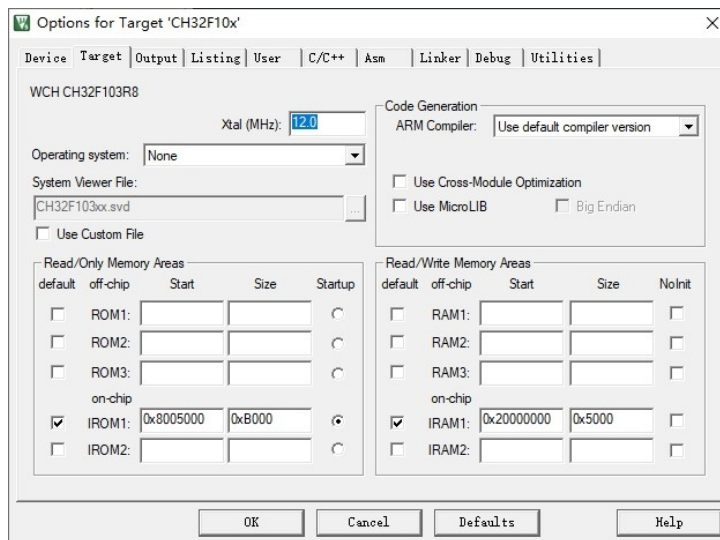 Options for Target 'CH32F10x'
Device Target Output Listing User C/C++ Asm Linker Debug Utilities
WCH CH32F103R8
Xtal (MHz): 12.0
Operating system: None
System Viewer File:
CH32F103xx.svd ...
Use Custom File
Code Generation
ARM Compiler: Use default compiler version
Use Cross-Module Optimization
Use MicroLIB Big Endian
Read/Only Memory Areas
default off-chip Start Size Startup
ROM1:
ROM2:
ROM3:
on-chip
IROM1: 0x8005000 0xB000
IROM2:
Read/Write Memory Areas
default off-chip Start Size NoInit
RAM1:
RAM2:
RAM3:
on-chip
IRAM1: 0x20000000 0x5000
IRAM2:
OK Cancel Defaults Help